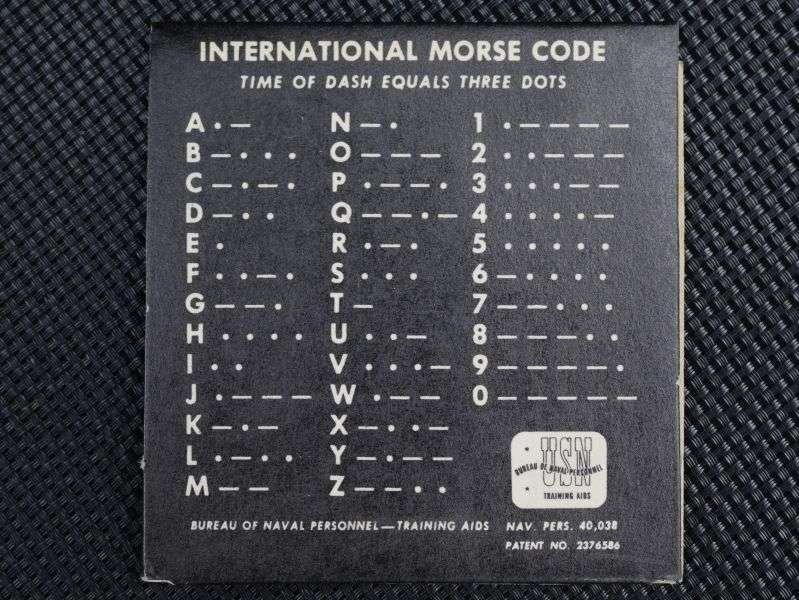 INTERNATIONAL MORSE CODE
TIME OF DASH EQUALS THREE DOTS
A · —
B — · · ·
C — · — ·
D — · ·
E ·
F · · — ·
G — — ·
H · · · ·
I · ·
J · — — —
K — · —
L · — · ·
M — —
N — ·
O — — —
P · — — ·
Q — — · —
R · — ·
S · · ·
T —
U · · —
V · · · —
W · — —
X — · · —
Y — · — —
Z — — · ·
1 · — — — —
2 · · — — —
3 · · · — —
4 · · · · —
5 · · · · ·
6 — · · · ·
7 — — · · ·
8 — — — · ·
9 — — — — ·
0 — — — — —
USN
BUREAU OF NAVAL PERSONNEL
TRAINING AIDS
BUREAU OF NAVAL PERSONNEL—TRAINING AIDS NAV. PERS. 40,038
PATENT NO. 2376586